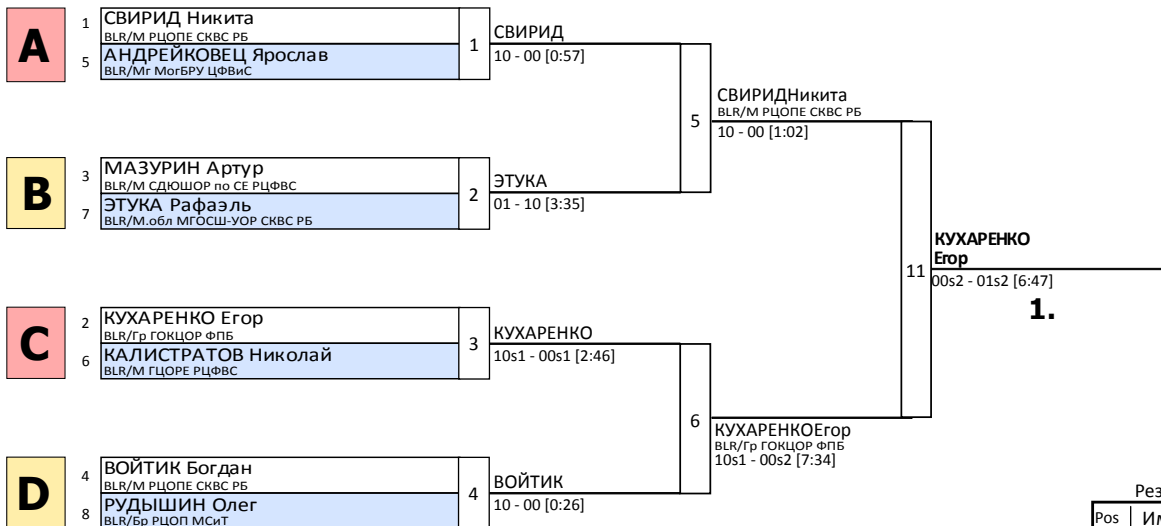 A
1
СВИРИД Никита
BLR/М РЦОПЕ СКВС РБ
5
АНДРЕЙКОВЕЦ Ярослав
BLR/Мг МогБРУ ЦФВиС
1
СВИРИД
10 - 00 [0:57]
5
СВИРИДНикита
BLR/М РЦОПЕ СКВС РБ
10 - 00 [1:02]
B
3
МАЗУРИН Артур
BLR/М СДЮШОР по СЕ РЦФВС
7
ЭТУКА Рафаэль
BLR/М.обл МГОСШ-УОР СКВС РБ
2
ЭТУКА
01 - 10 [3:35]
11
КУХАРЕНКО
Егор
00s2 - 01s2 [6:47]
1.
C
2
КУХАРЕНКО Егор
BLR/Гр ГОКЦОР ФПБ
6
КАЛИСТРАТОВ Николай
BLR/М ГЦОРЕ РЦФВС
3
КУХАРЕНКО
10s1 - 00s1 [2:46]
6
КУХАРЕНКОЕгор
BLR/Гр ГОКЦОР ФПБ
10s1 - 00s2 [7:34]
D
4
ВОЙТИК Богдан
BLR/М РЦОПЕ СКВС РБ
8
РУДЫШИН Олег
BLR/Бр РЦОП МСиТ
4
ВОЙТИК
10 - 00 [0:26]
Рез
Pos Им